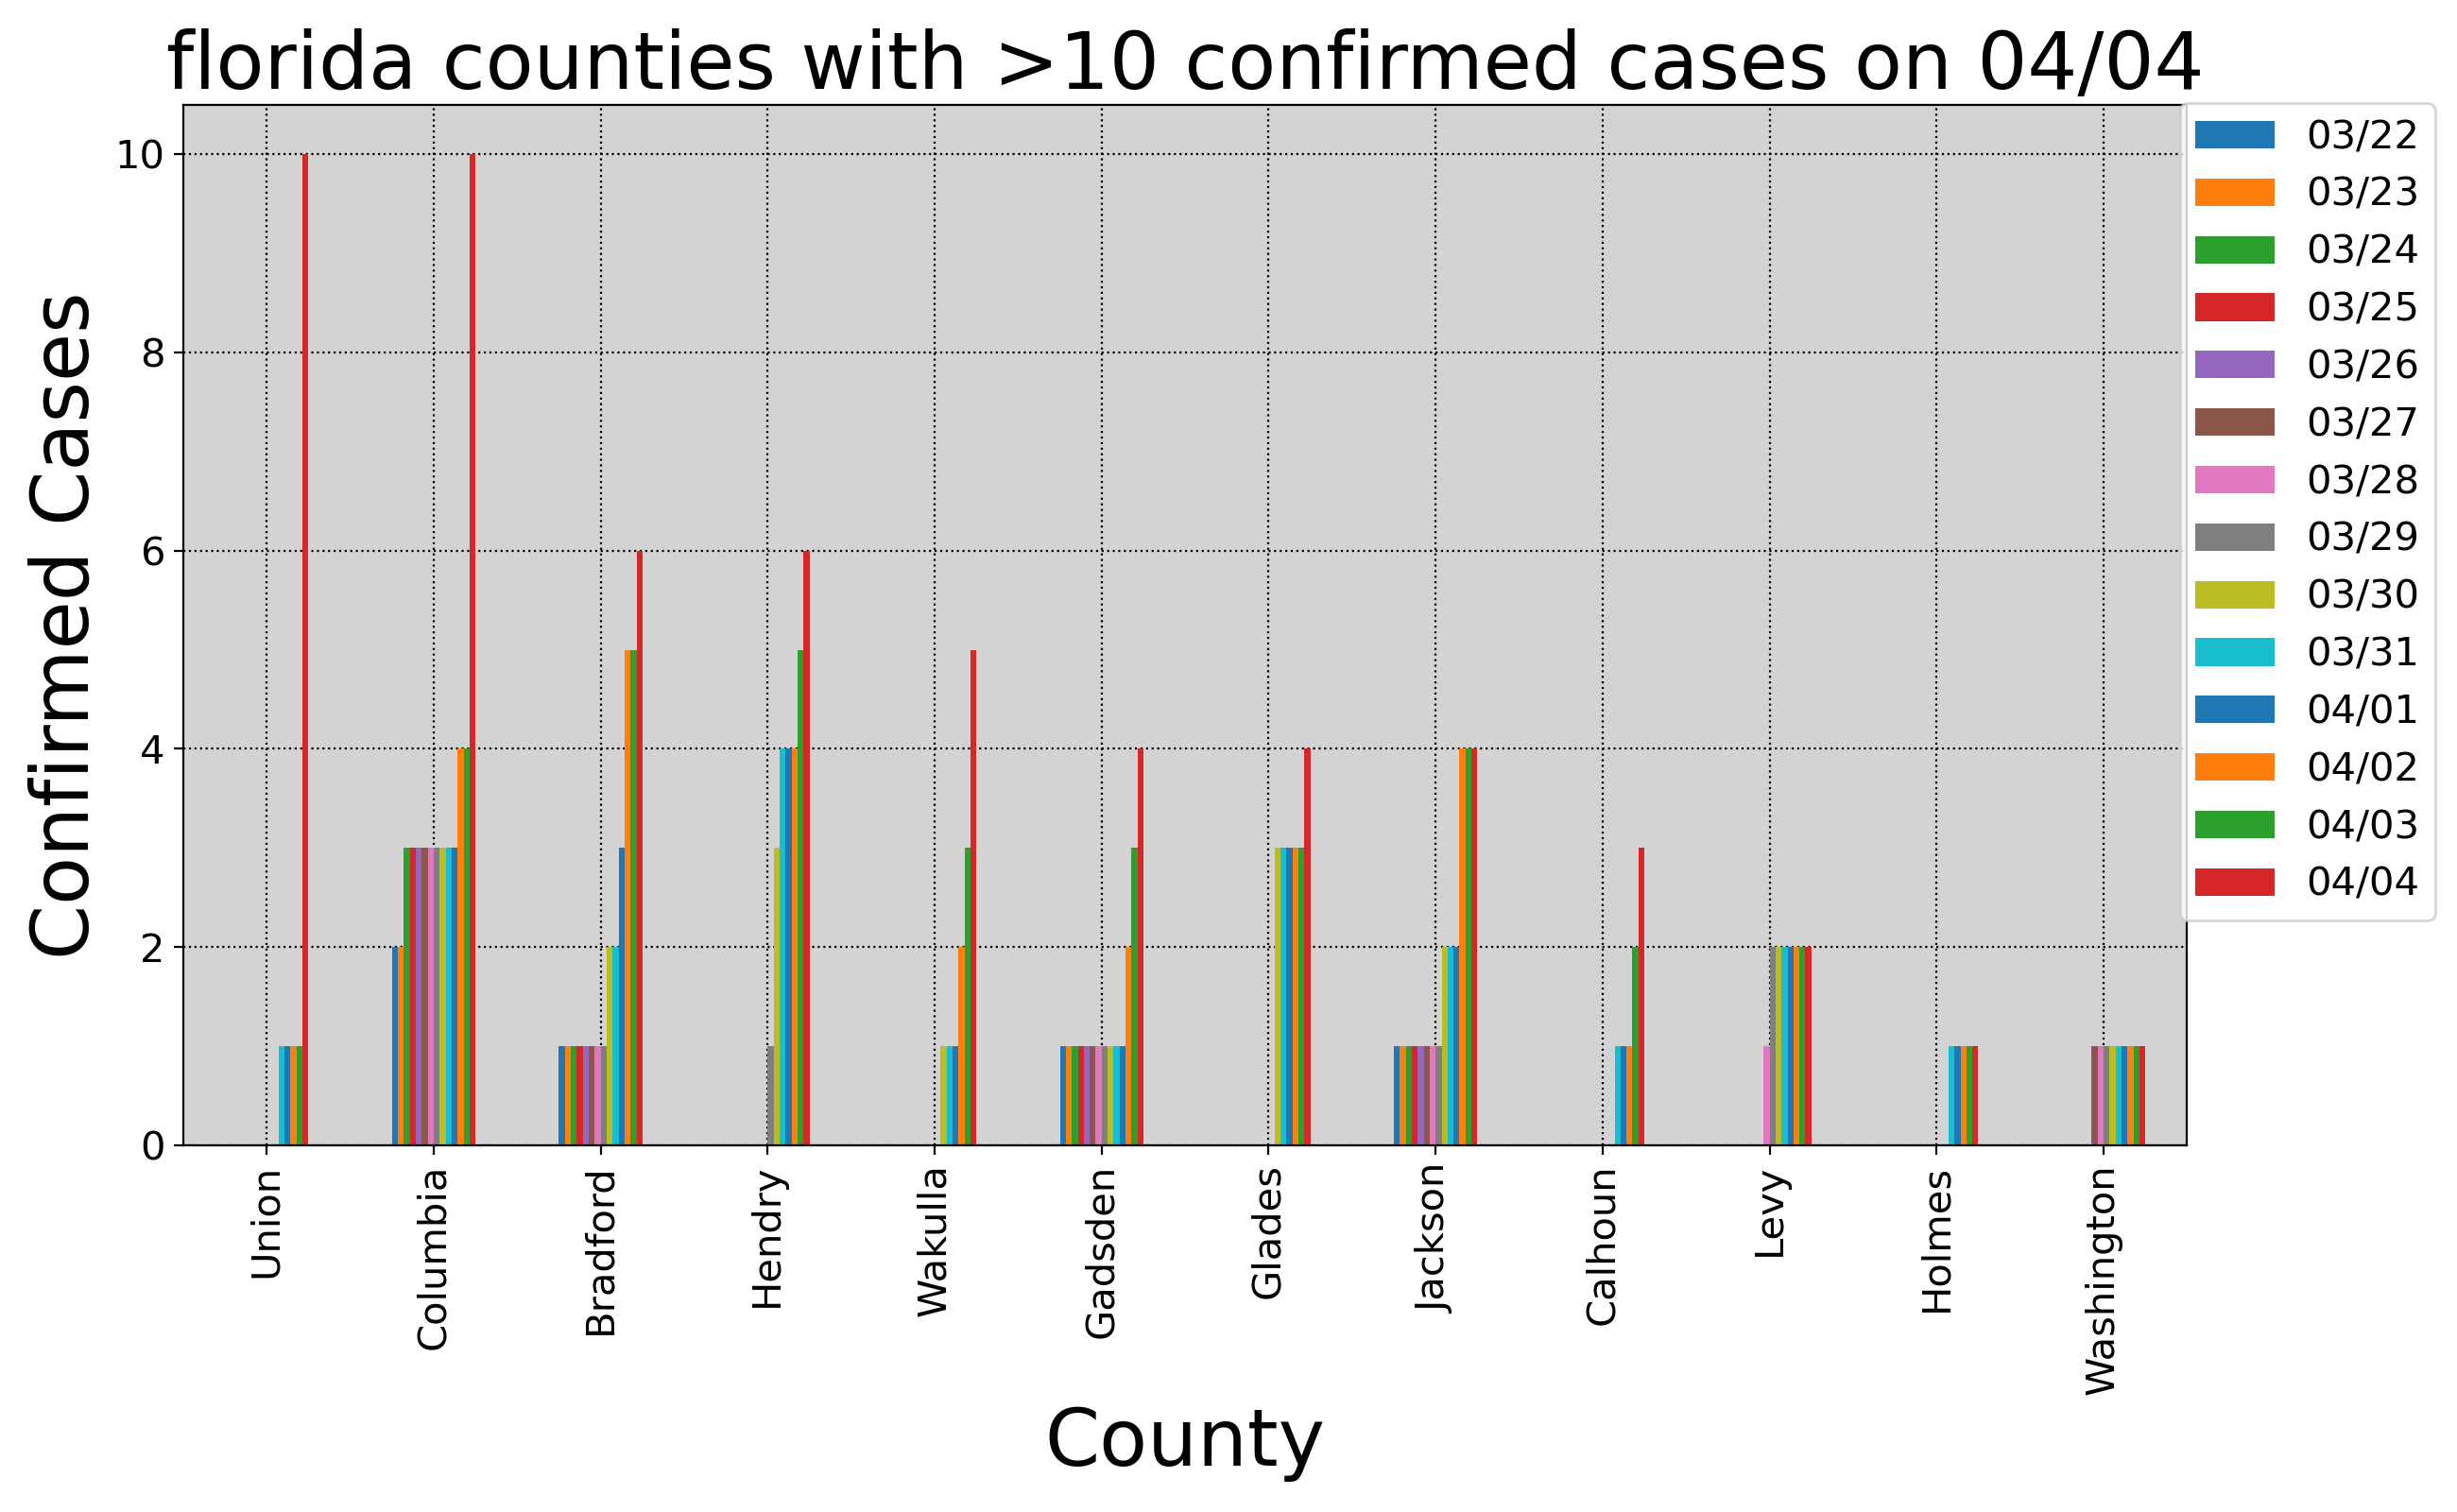 florida counties with >10 confirmed cases on 04/04
Confirmed Cases
10
8
6
4
2
0
03/22
03/23
03/24
03/25
03/26
03/27
03/28
03/29
03/30
03/31
04/01
04/02
04/03
04/04
Union
Columbia
Bradford
Hendry
Wakulla
Gadsden
Glades
Jackson
Calhoun
Levy
Holmes
Washington
County